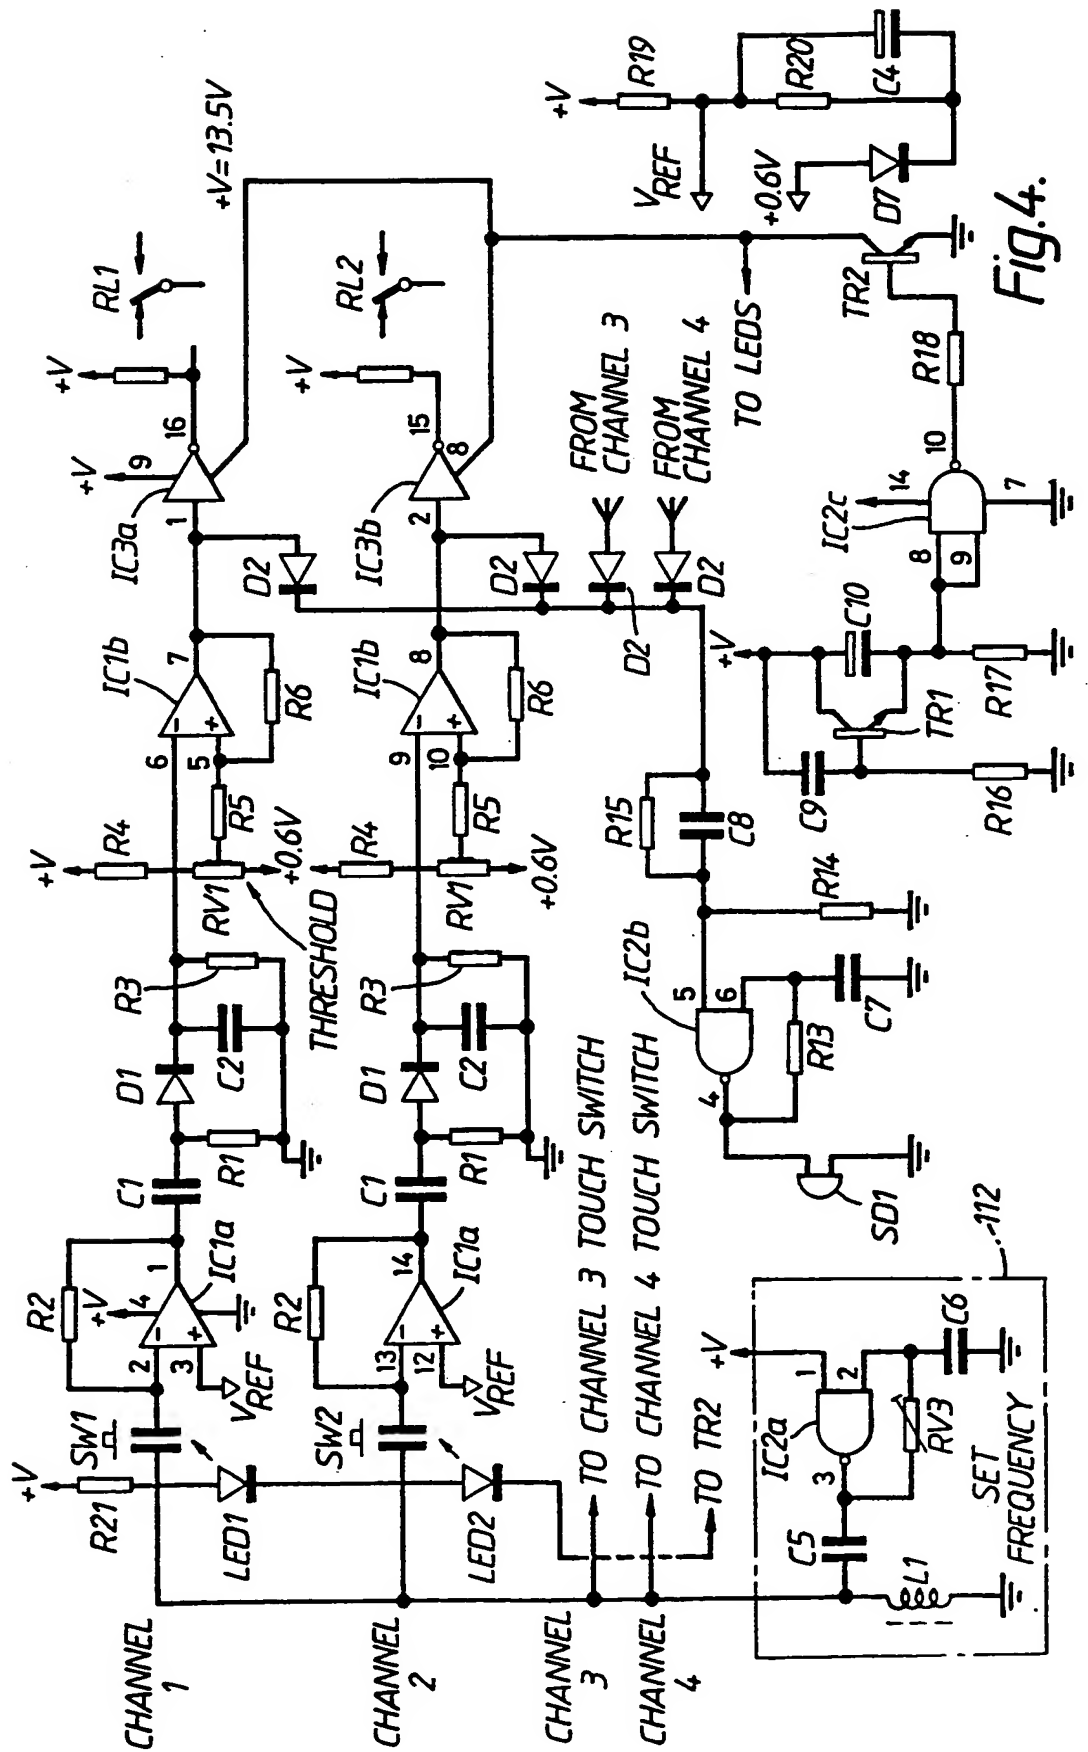 CHANNEL
1
CHANNEL
2
CHANNEL
3
CHANNEL
4
+V
R21
LED1
LED2
SW1
SW2
R2
+V
4
2
3
1
IC1a
VREF
C1
R1
D1
C2
R3
+V
R4
RV1
THRESHOLD
+0.6V
R5
6
5
7
IC1b
R6
D2
IC3a
1
+V
9
16
+V
RL1
+V=13.5V
R2
13
12
14
IC1a
VREF
C1
R1
D1
C2
R3
R4
RV1
+0.6V
R5
9
10
8
IC1b
R6
D2
IC3b
2
15
8
+V
RL2
TO CHANNEL 3 TOUCH SWITCH
TO CHANNEL 4 TOUCH SWITCH
TO TR2
FROM
CHANNEL 3
FROM
CHANNEL 4
D2
D2
TO LEDS
IC2b
5
6
4
R13
C7
R14
R15
C8
SD1
112
+V
IC2a
1
2
3
C5
L1
RV3
C6
SET
FREQUENCY
+V
C9
R16
TR1
C10
R17
IC2c
8
9
14
7
10
R18
TR2
+V
R19
VREF
+0.6V
D7
R20
C4
Fig.4.